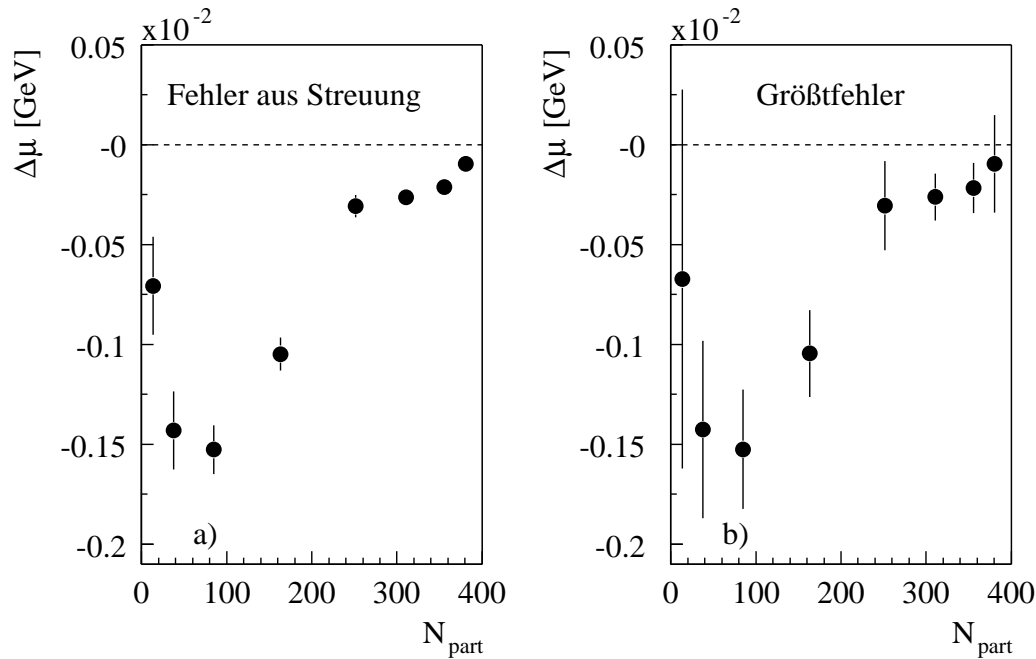 x10⁻²
Δμ [GeV]
0.05
-0
-0.05
-0.1
-0.15
-0.2
Fehler aus Streuung
a)
0 100 200 300 400
N_part
x10⁻²
Δμ [GeV]
0.05
-0
-0.05
-0.1
-0.15
-0.2
Größtfehler
b)
0 100 200 300 400
N_part